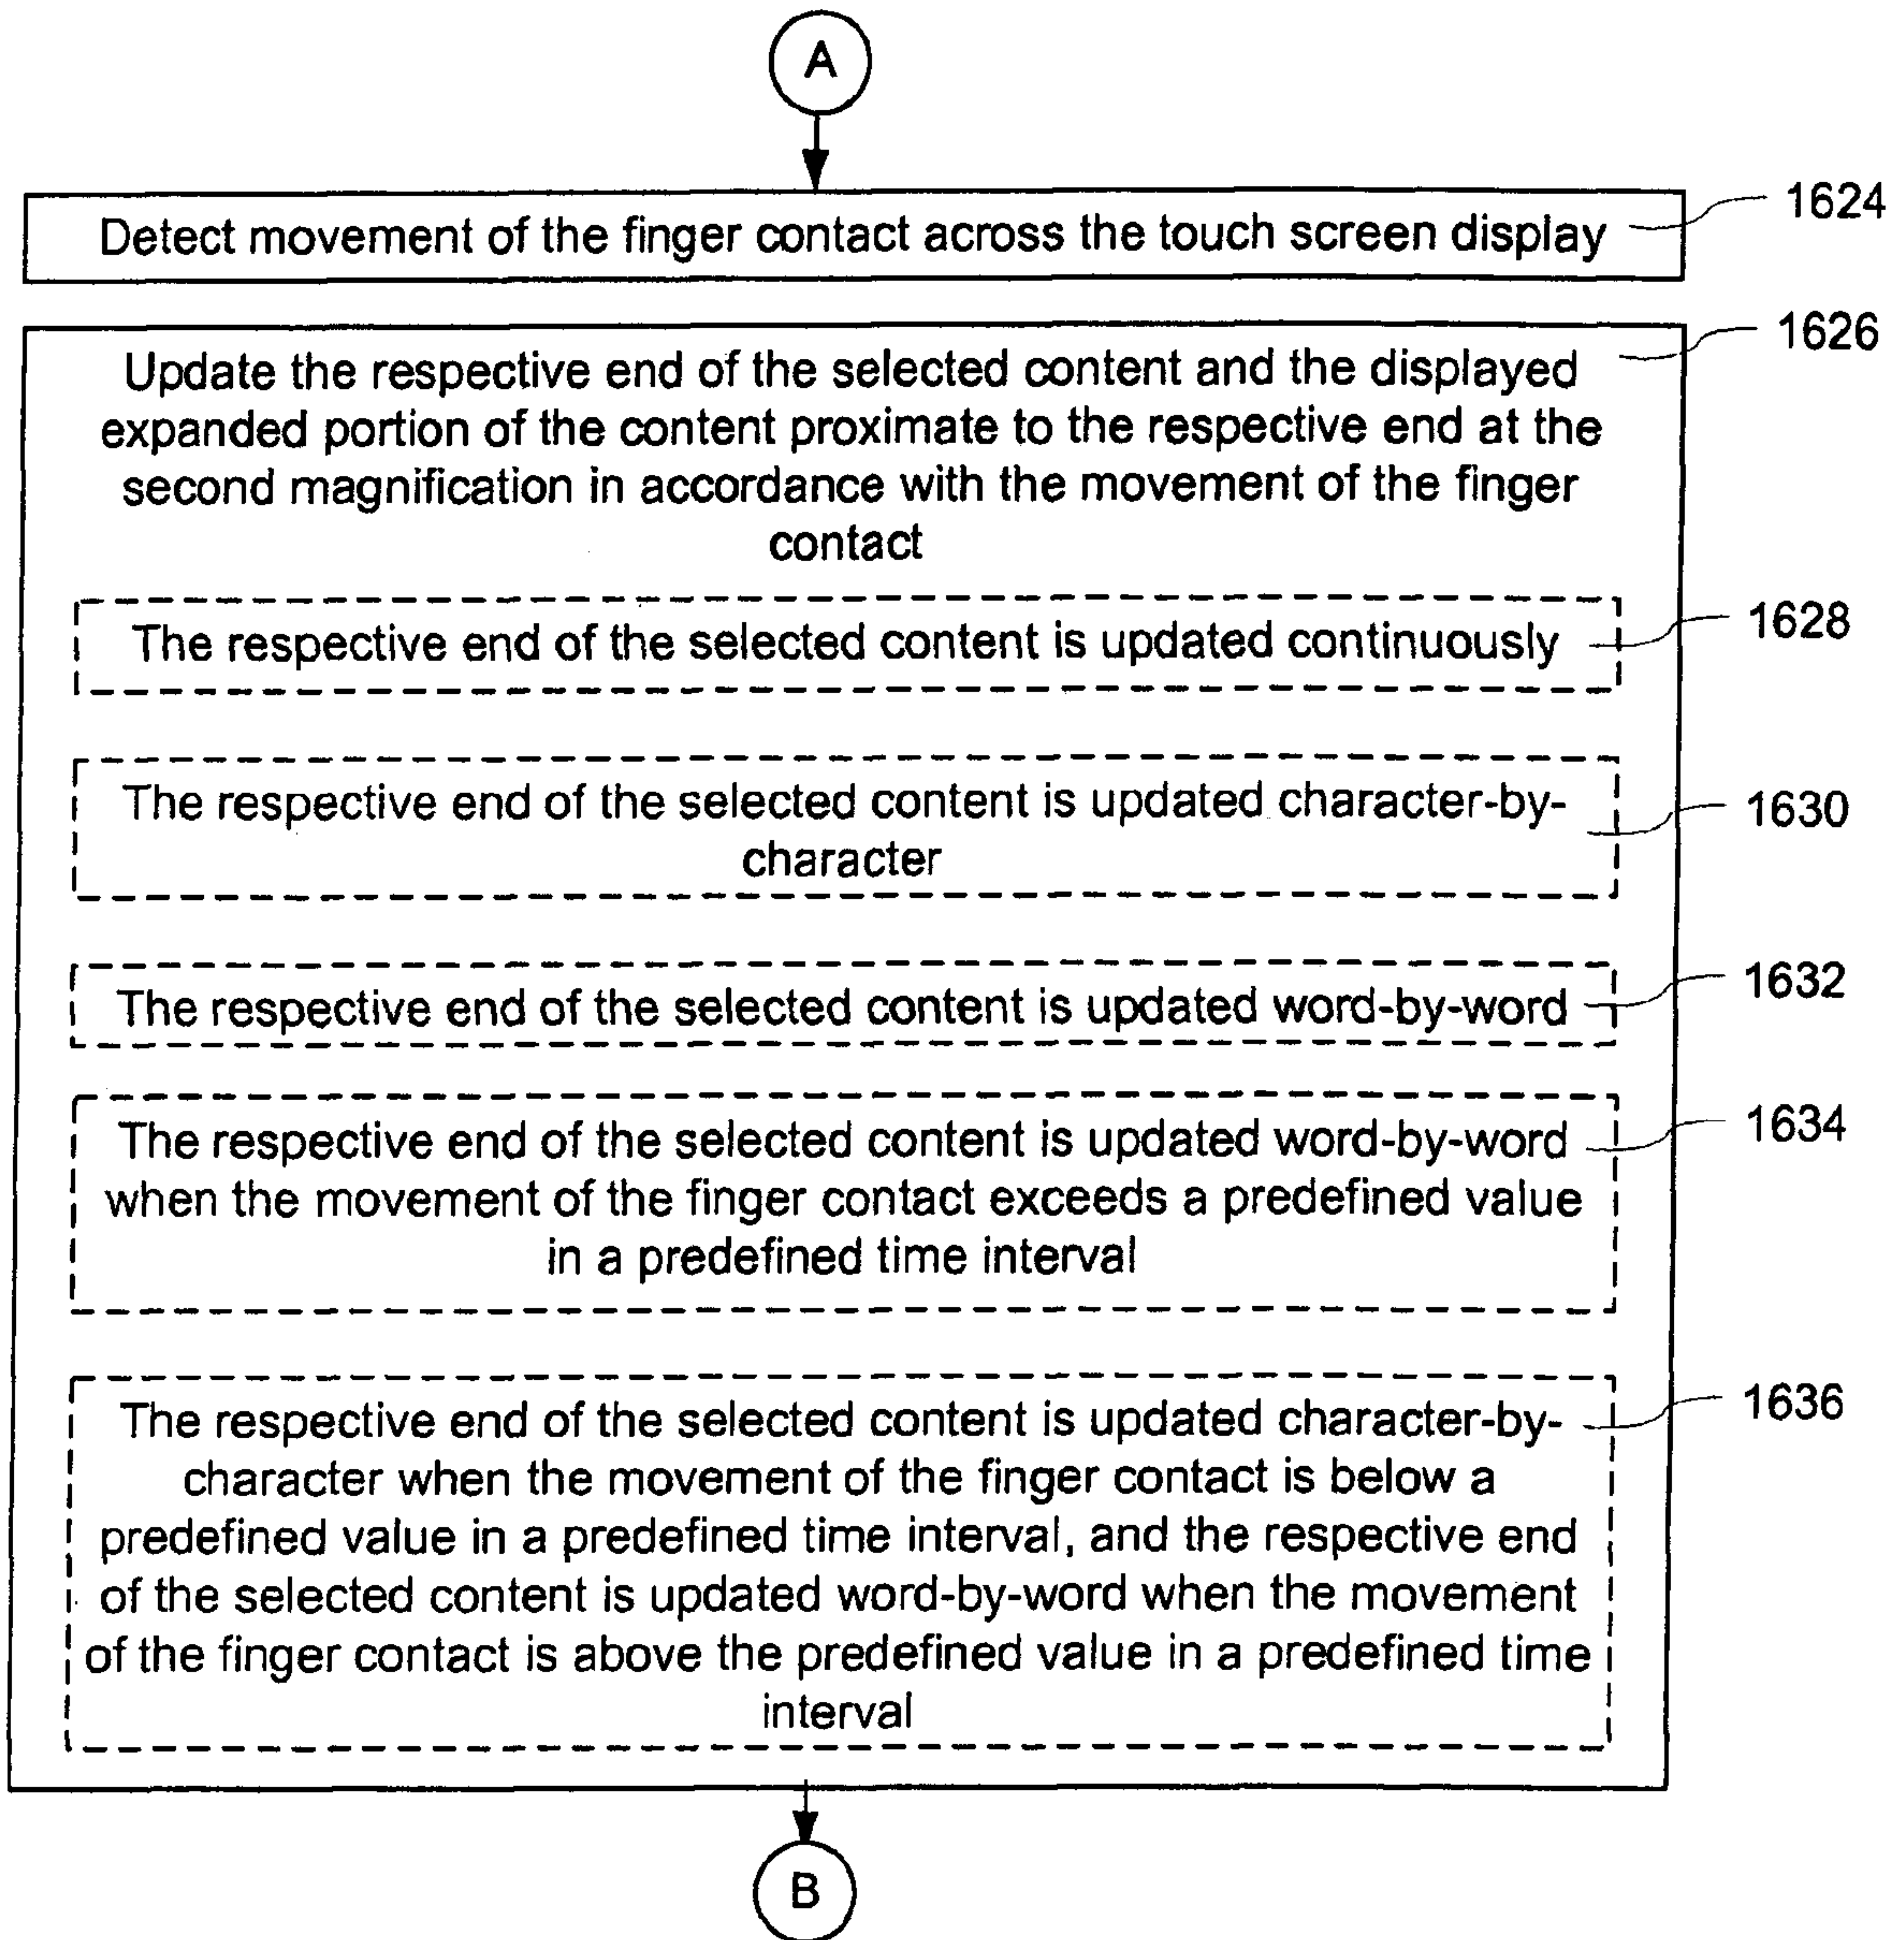 A
Detect movement of the finger contact across the touch screen display
1624
1626
Update the respective end of the selected content and the displayed
expanded portion of the content proximate to the respective end at the
second magnification in accordance with the movement of the finger
contact
The respective end of the selected content is updated continuously
1628
The respective end of the selected content is updated character-by-
character
1630
The respective end of the selected content is updated word-by-word
1632
The respective end of the selected content is updated word-by-word
when the movement of the finger contact exceeds a predefined value
in a predefined time interval
1634
The respective end of the selected content is updated character-by-
character when the movement of the finger contact is below a
predefined value in a predefined time interval, and the respective end
of the selected content is updated word-by-word when the movement
of the finger contact is above the predefined value in a predefined time
interval
1636
B